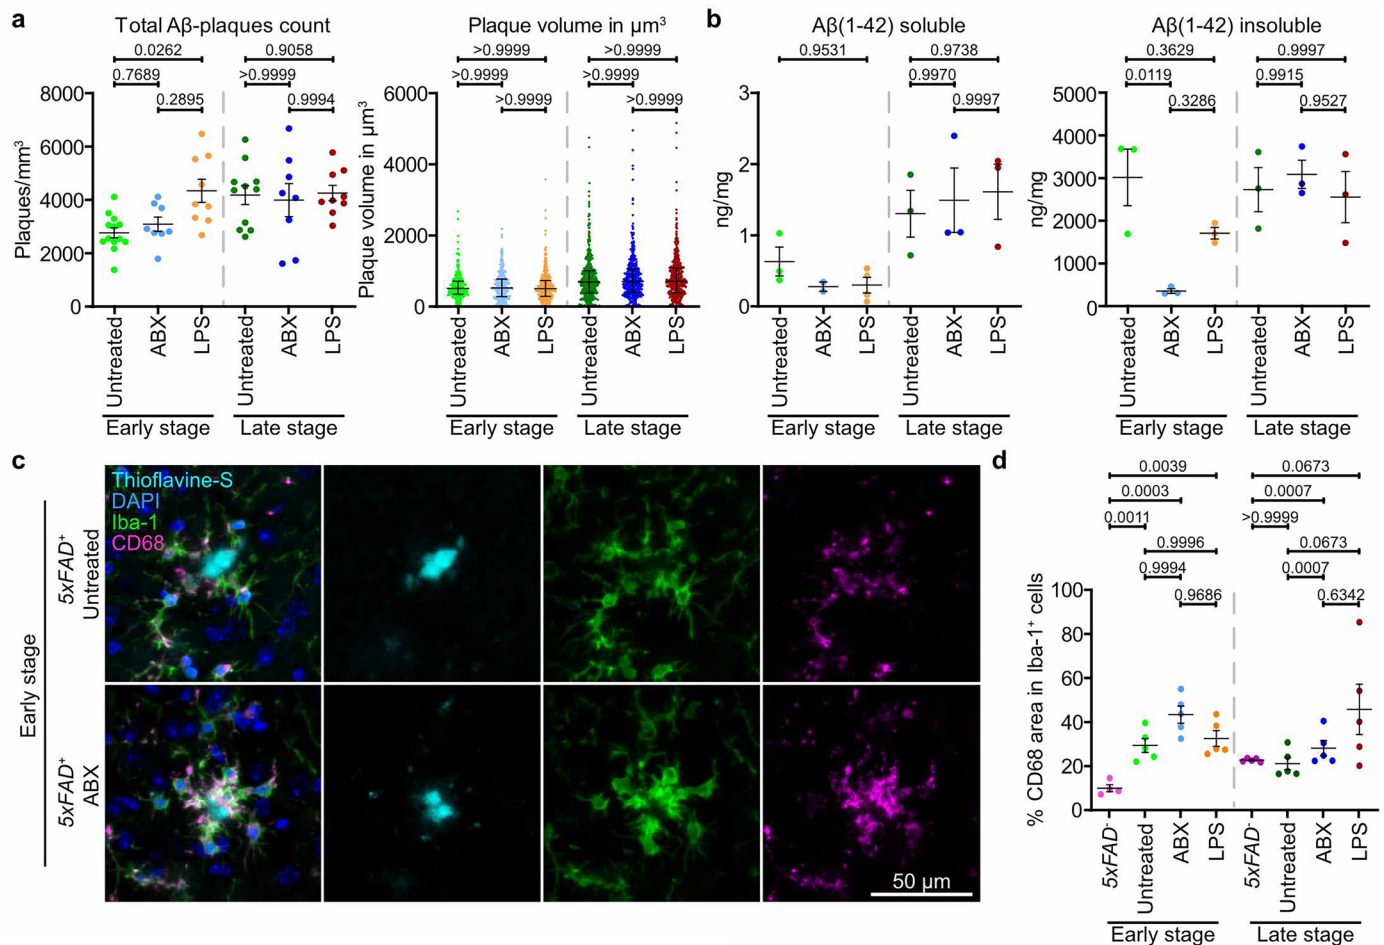 a
Total Aβ-plaques count
0.0262
0.9058
0.7689
>0.9999
0.2895
0.9994
8000
6000
4000
2000
0
Plaques/mm³
Untreated
ABX
LPS
Untreated
ABX
LPS
Early stage
Late stage
Plaque volume in µm³
>0.9999
>0.9999
>0.9999
>0.9999
>0.9999
>0.9999
6000
4000
2000
0
Plaque volume in µm³
Untreated
ABX
LPS
Untreated
ABX
LPS
Early stage
Late stage
b
Aβ(1-42) soluble
0.9531
0.9738
0.9970
0.9997
3
2
1
0
ng/mg
Untreated
ABX
LPS
Untreated
ABX
LPS
Early stage
Late stage
Aβ(1-42) insoluble
0.3629
0.9997
0.0119
0.9915
0.3286
0.9527
5000
4000
3000
2000
1000
0
ng/mg
Untreated
ABX
LPS
Untreated
ABX
LPS
Early stage
Late stage
c
Thioflavine-S
DAPI
Iba-1
CD68
5xFAD⁺
Untreated
5xFAD⁺
ABX
Early stage
50 µm
d
0.0039
0.0673
0.0003
0.0007
0.0011
>0.9999
0.9996
0.0673
0.9994
0.0007
0.9686
0.6342
100
80
60
40
20
0
% CD68 area in Iba-1⁺ cells
5xFAD⁻
Untreated
ABX
LPS
5xFAD⁻
Untreated
ABX
LPS
Early stage
Late stage